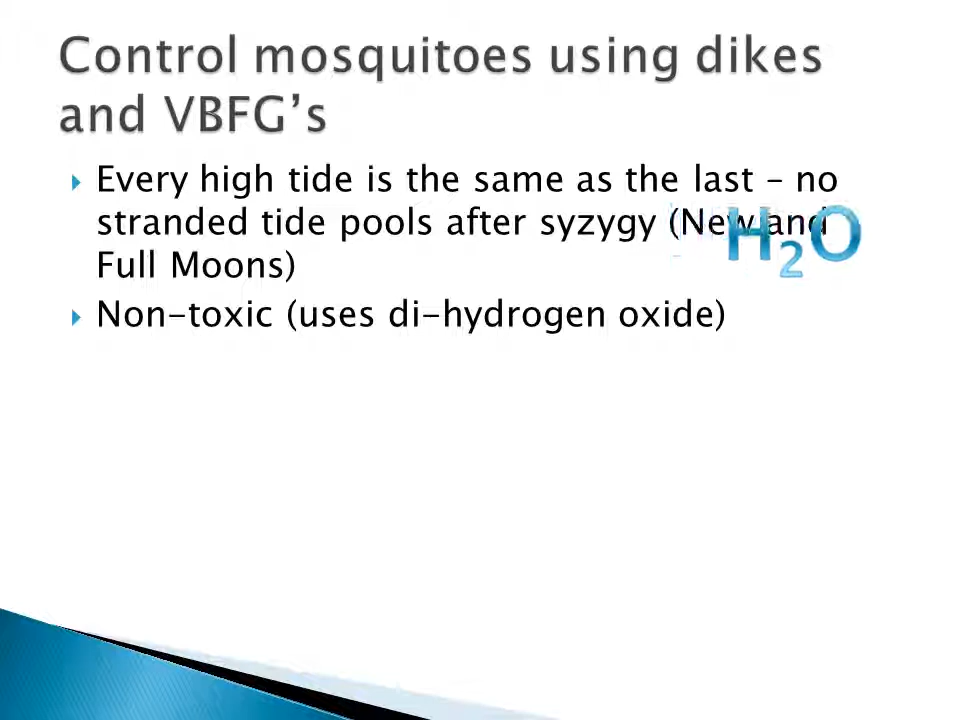 Control mosquitoes using dikes
and VBFG’s
Every high tide is the same as the last – no
stranded tide pools after syzygy (New and
Full Moons)
H₂O
Non-toxic (uses di-hydrogen oxide)